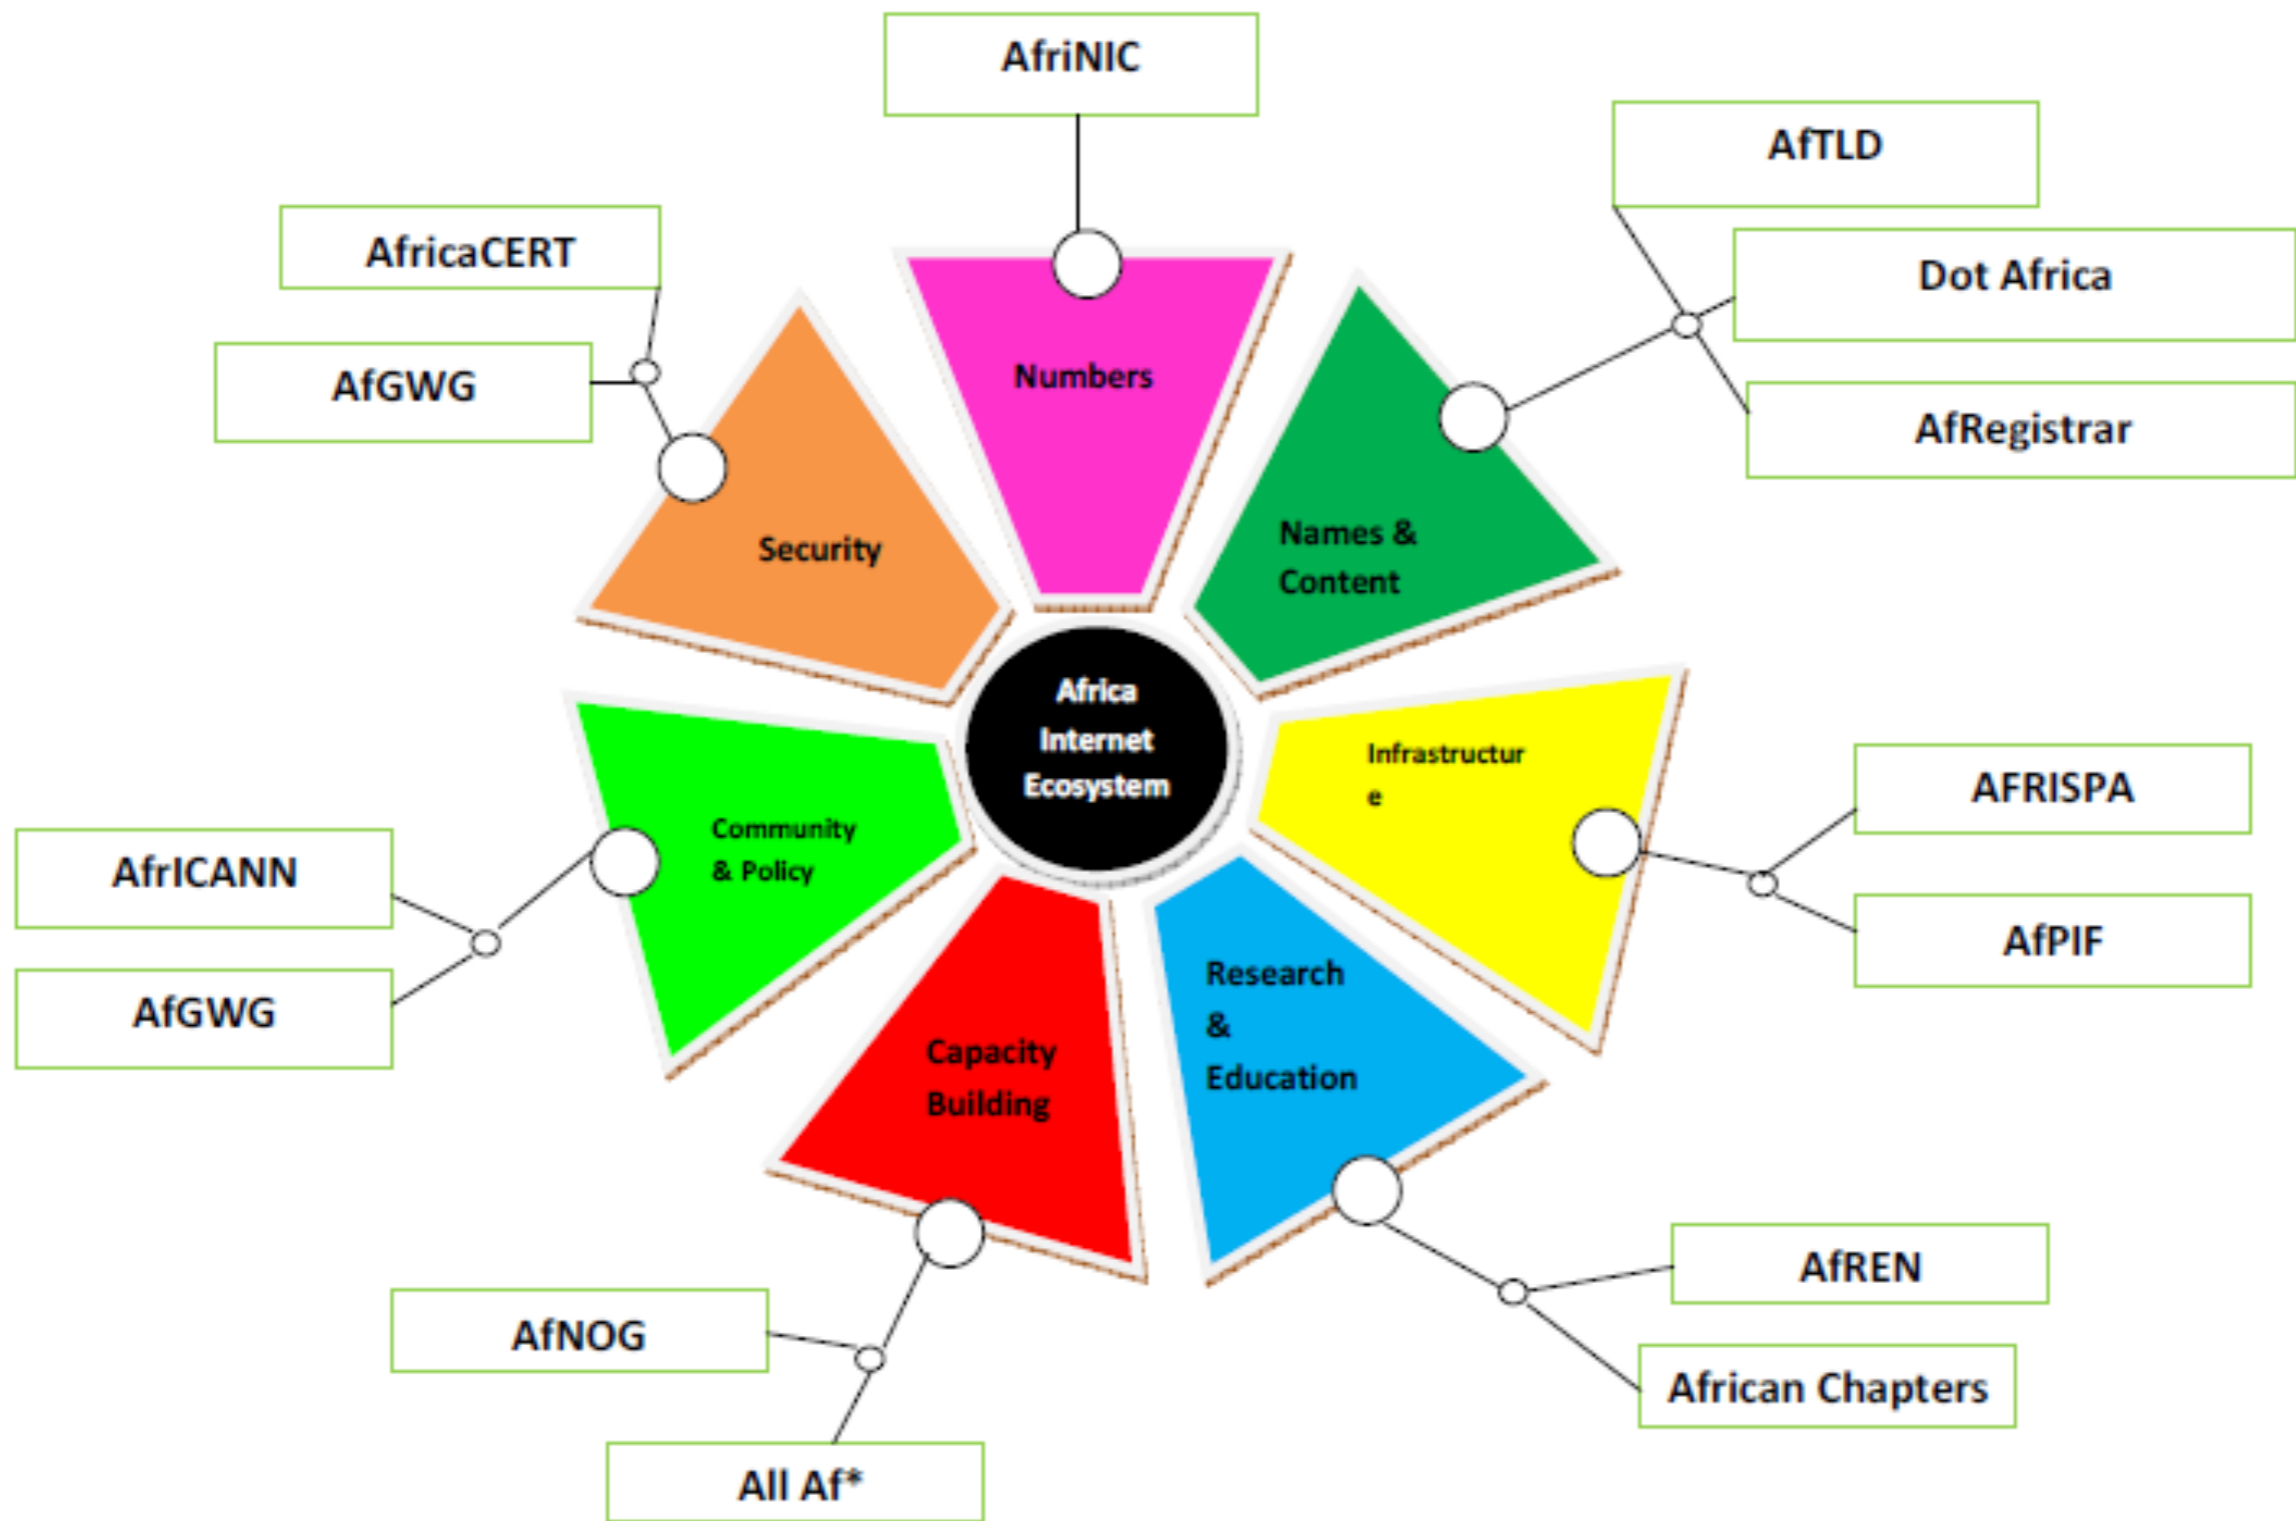 AfriNIC
AfTLD
AfricaCERT
Dot Africa
AfGWG
Numbers
AfRegistrar
Security
Names &
Content
Africa
Internet
Ecosystem
Infrastructur
e
AFRISPA
Community
& Policy
AfrICANN
AfPIF
Research
&
Education
AfGWG
Capacity
Building
AfREN
AfNOG
African Chapters
All Af*